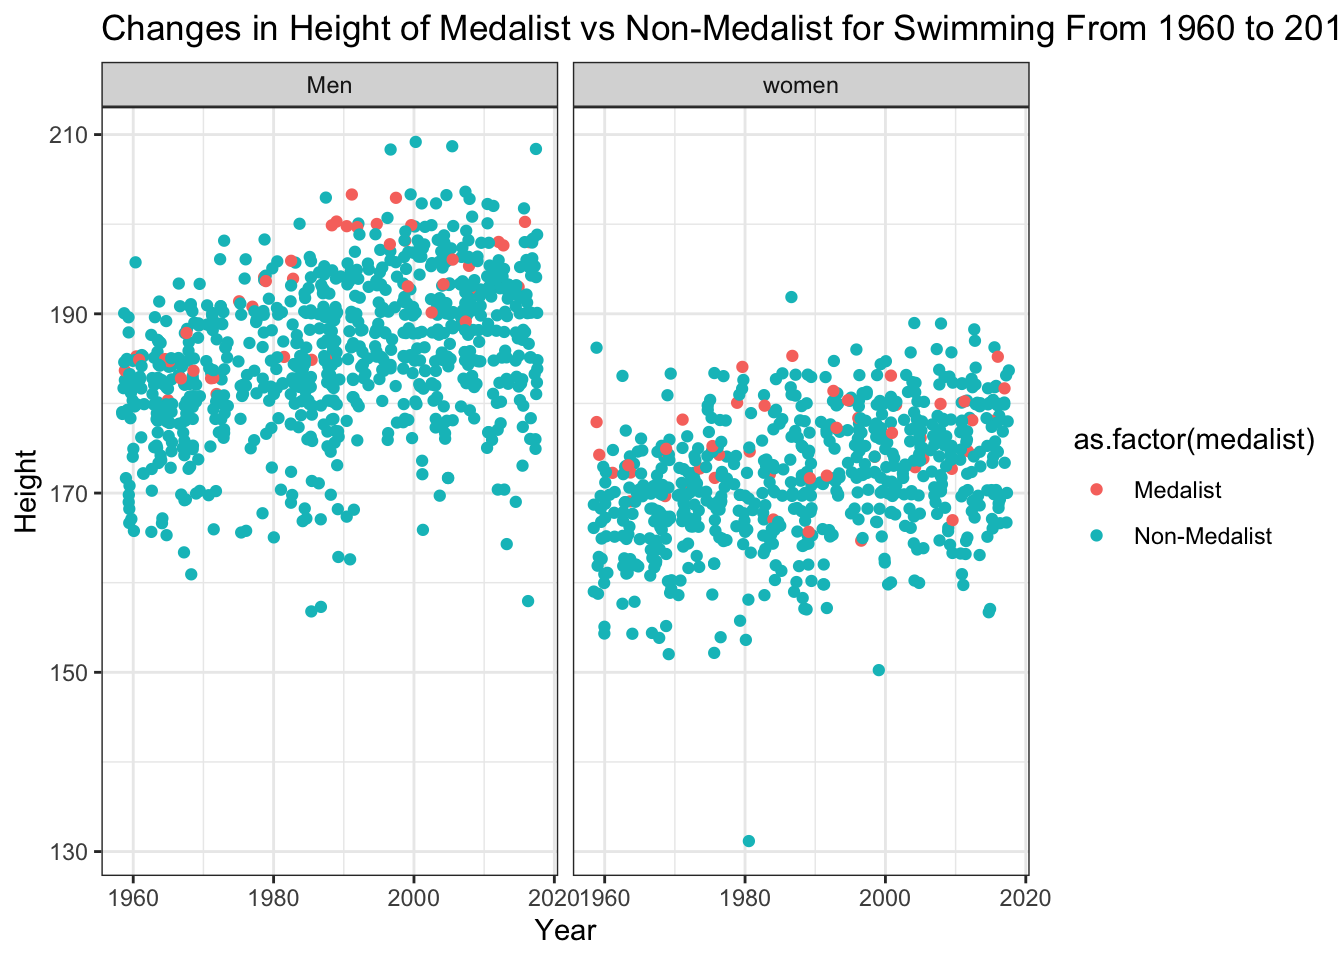 Changes in Height of Medalist vs Non-Medalist for Swimming From 1960 to 201
Men
women
210
190
170
150
130
Height
1960
1980
2000
2020
1960
1980
2000
2020
Year
as.factor(medalist)
Medalist
Non-Medalist